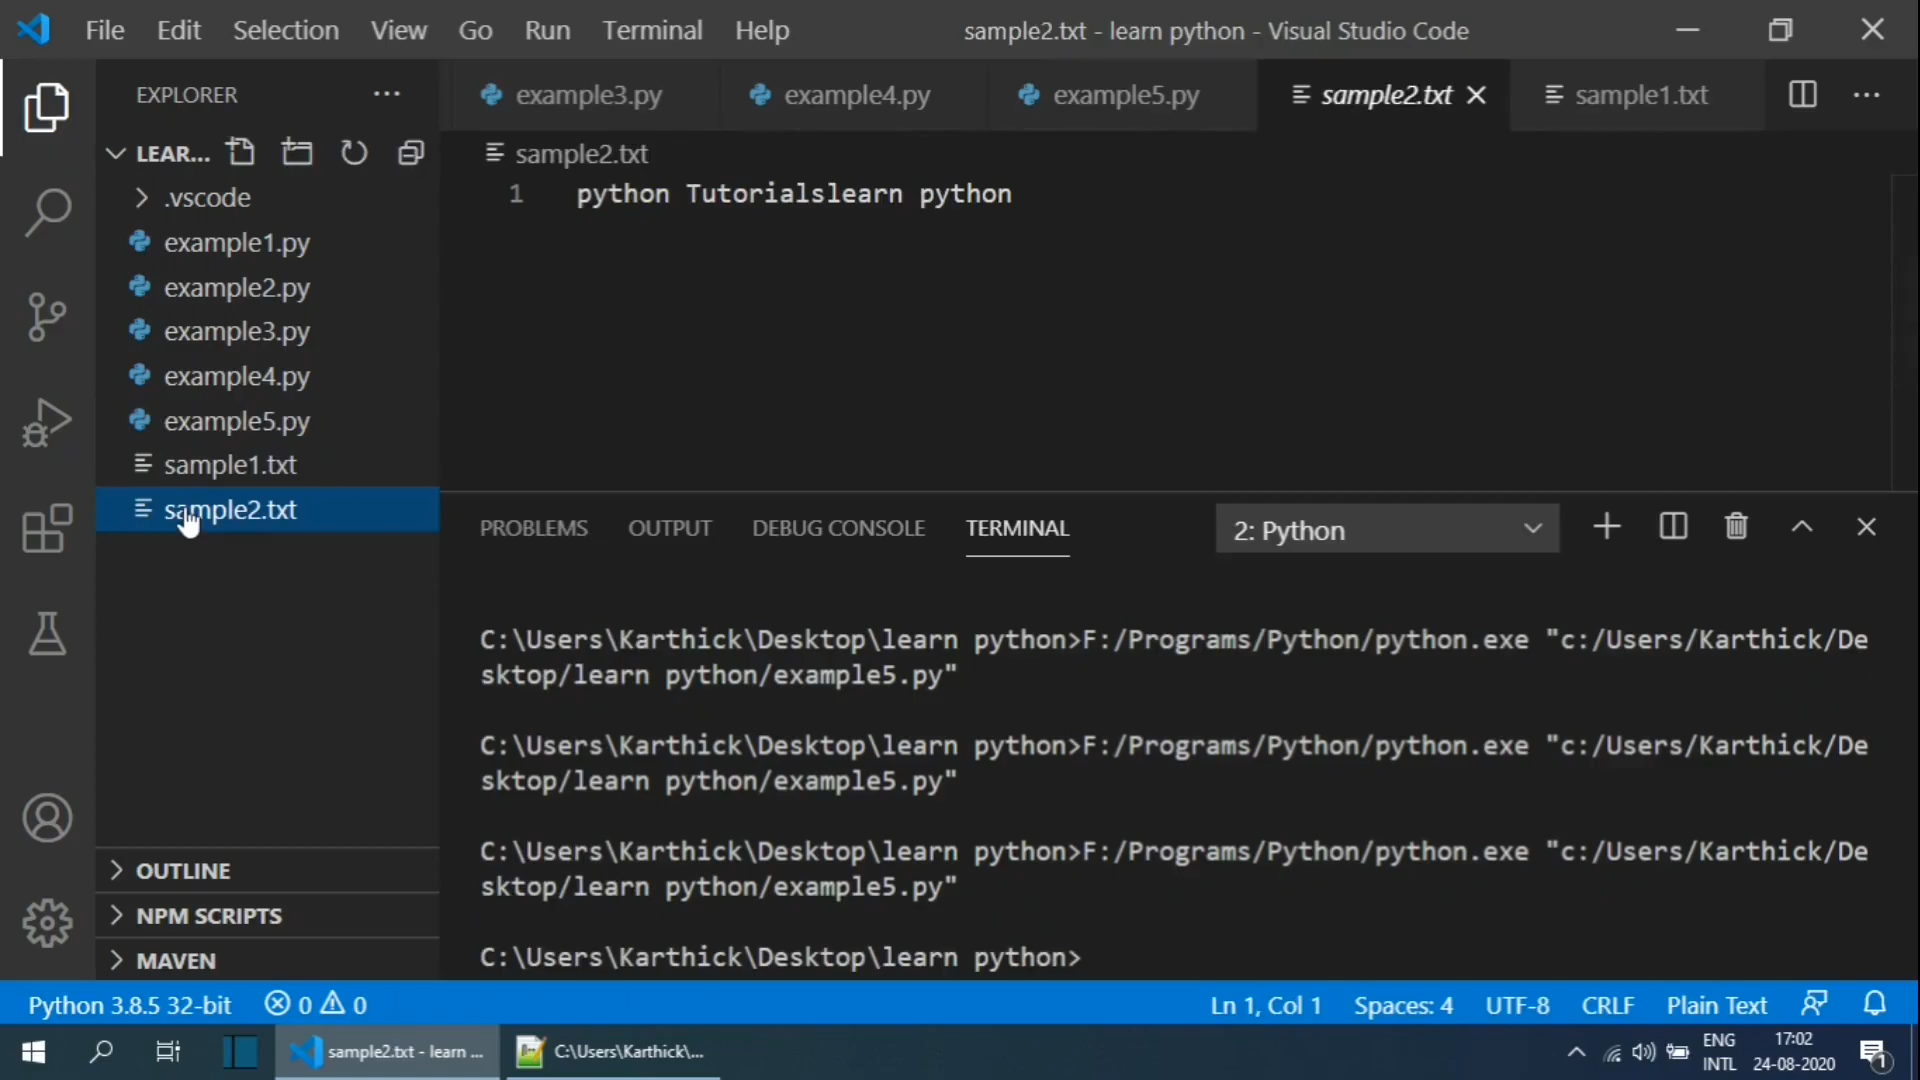 File Edit Selection View Go Run Terminal Help sample2.txt - learn python - Visual Studio Code
EXPLORER
example3.py example4.py example5.py sample2.txt sample1.txt
LEAR...
sample2.txt
1 python Tutorialslearn python
.vscode
example1.py
example2.py
example3.py
example4.py
example5.py
sample1.txt
sample2.txt
PROBLEMS OUTPUT DEBUG CONSOLE TERMINAL 2: Python
C:\Users\Karthick\Desktop\learn python>F:/Programs/Python/python.exe "c:/Users/Karthick/De
sktop/learn python/example5.py"
C:\Users\Karthick\Desktop\learn python>F:/Programs/Python/python.exe "c:/Users/Karthick/De
sktop/learn python/example5.py"
C:\Users\Karthick\Desktop\learn python>F:/Programs/Python/python.exe "c:/Users/Karthick/De
sktop/learn python/example5.py"
C:\Users\Karthick\Desktop\learn python>
OUTLINE
NPM SCRIPTS
MAVEN
Python 3.8.5 32-bit 0 0 Ln 1, Col 1 Spaces: 4 UTF-8 CRLF Plain Text
sample2.txt - learn ... C:\Users\Karthick\... ENG 17:02
INTL 24-08-2020 1